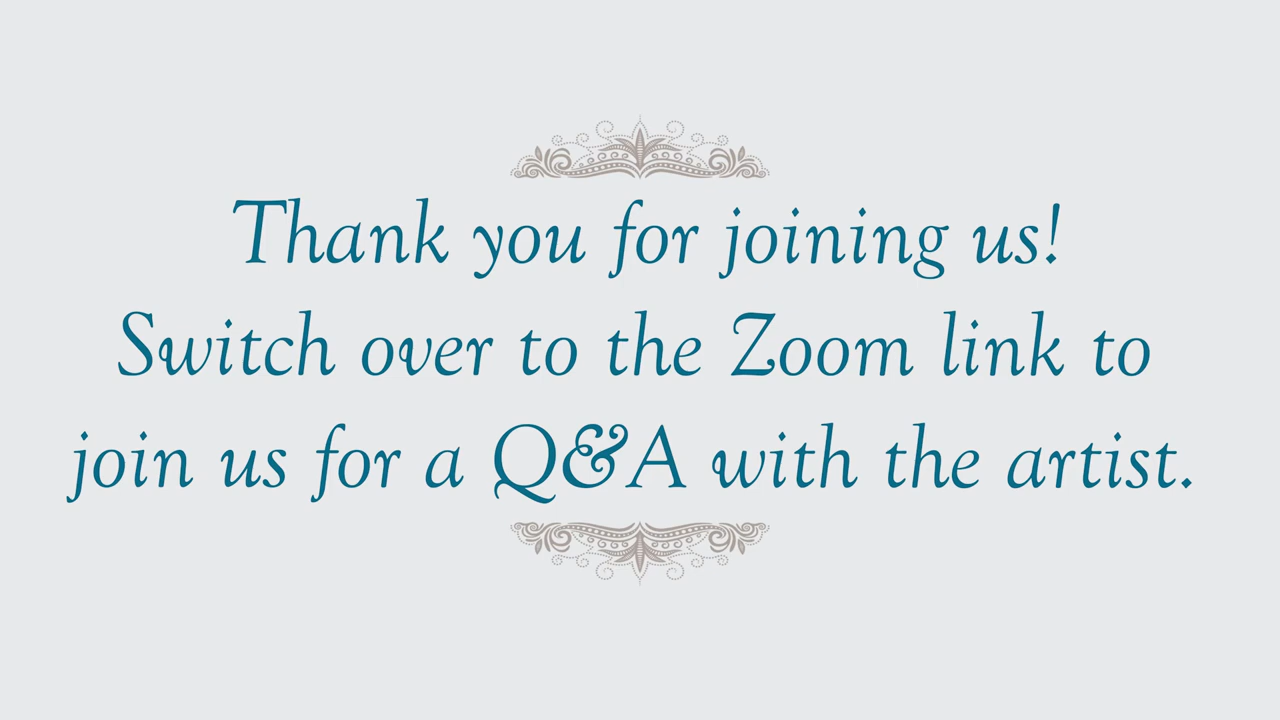 Thank you for joining us!
Switch over to the Zoom link to
join us for a Q&A with the artist.